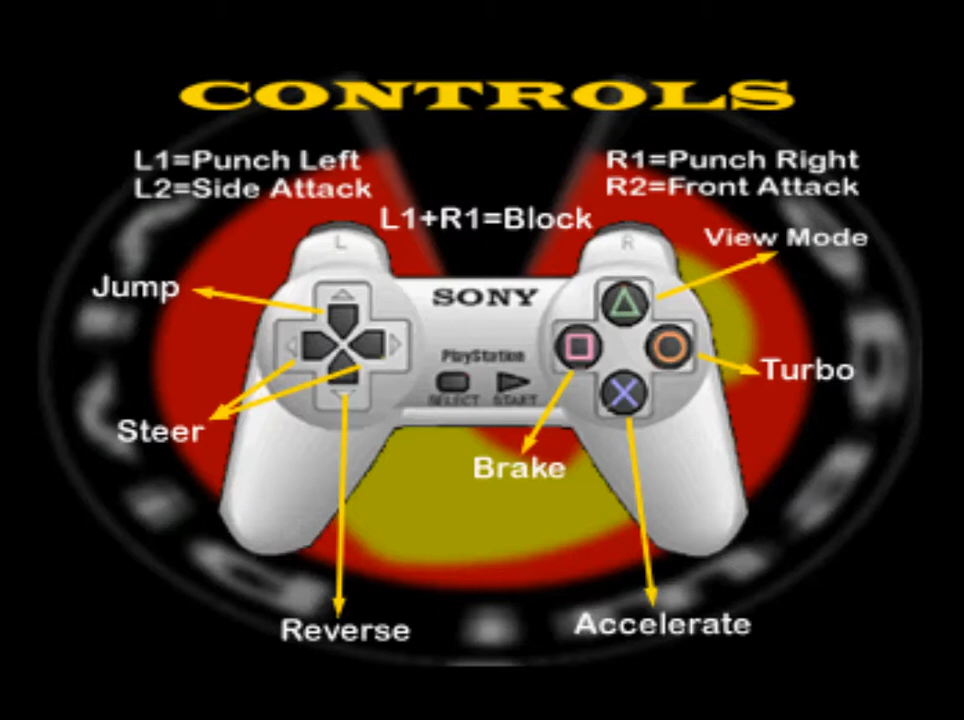 CONTROLS
L1=Punch Left
L2=Side Attack
R1=Punch Right
R2=Front Attack
L1+R1=Block
View Mode
L
R
Jump
SONY
PlayStation
SELECT START
Turbo
Steer
Brake
Reverse
Accelerate